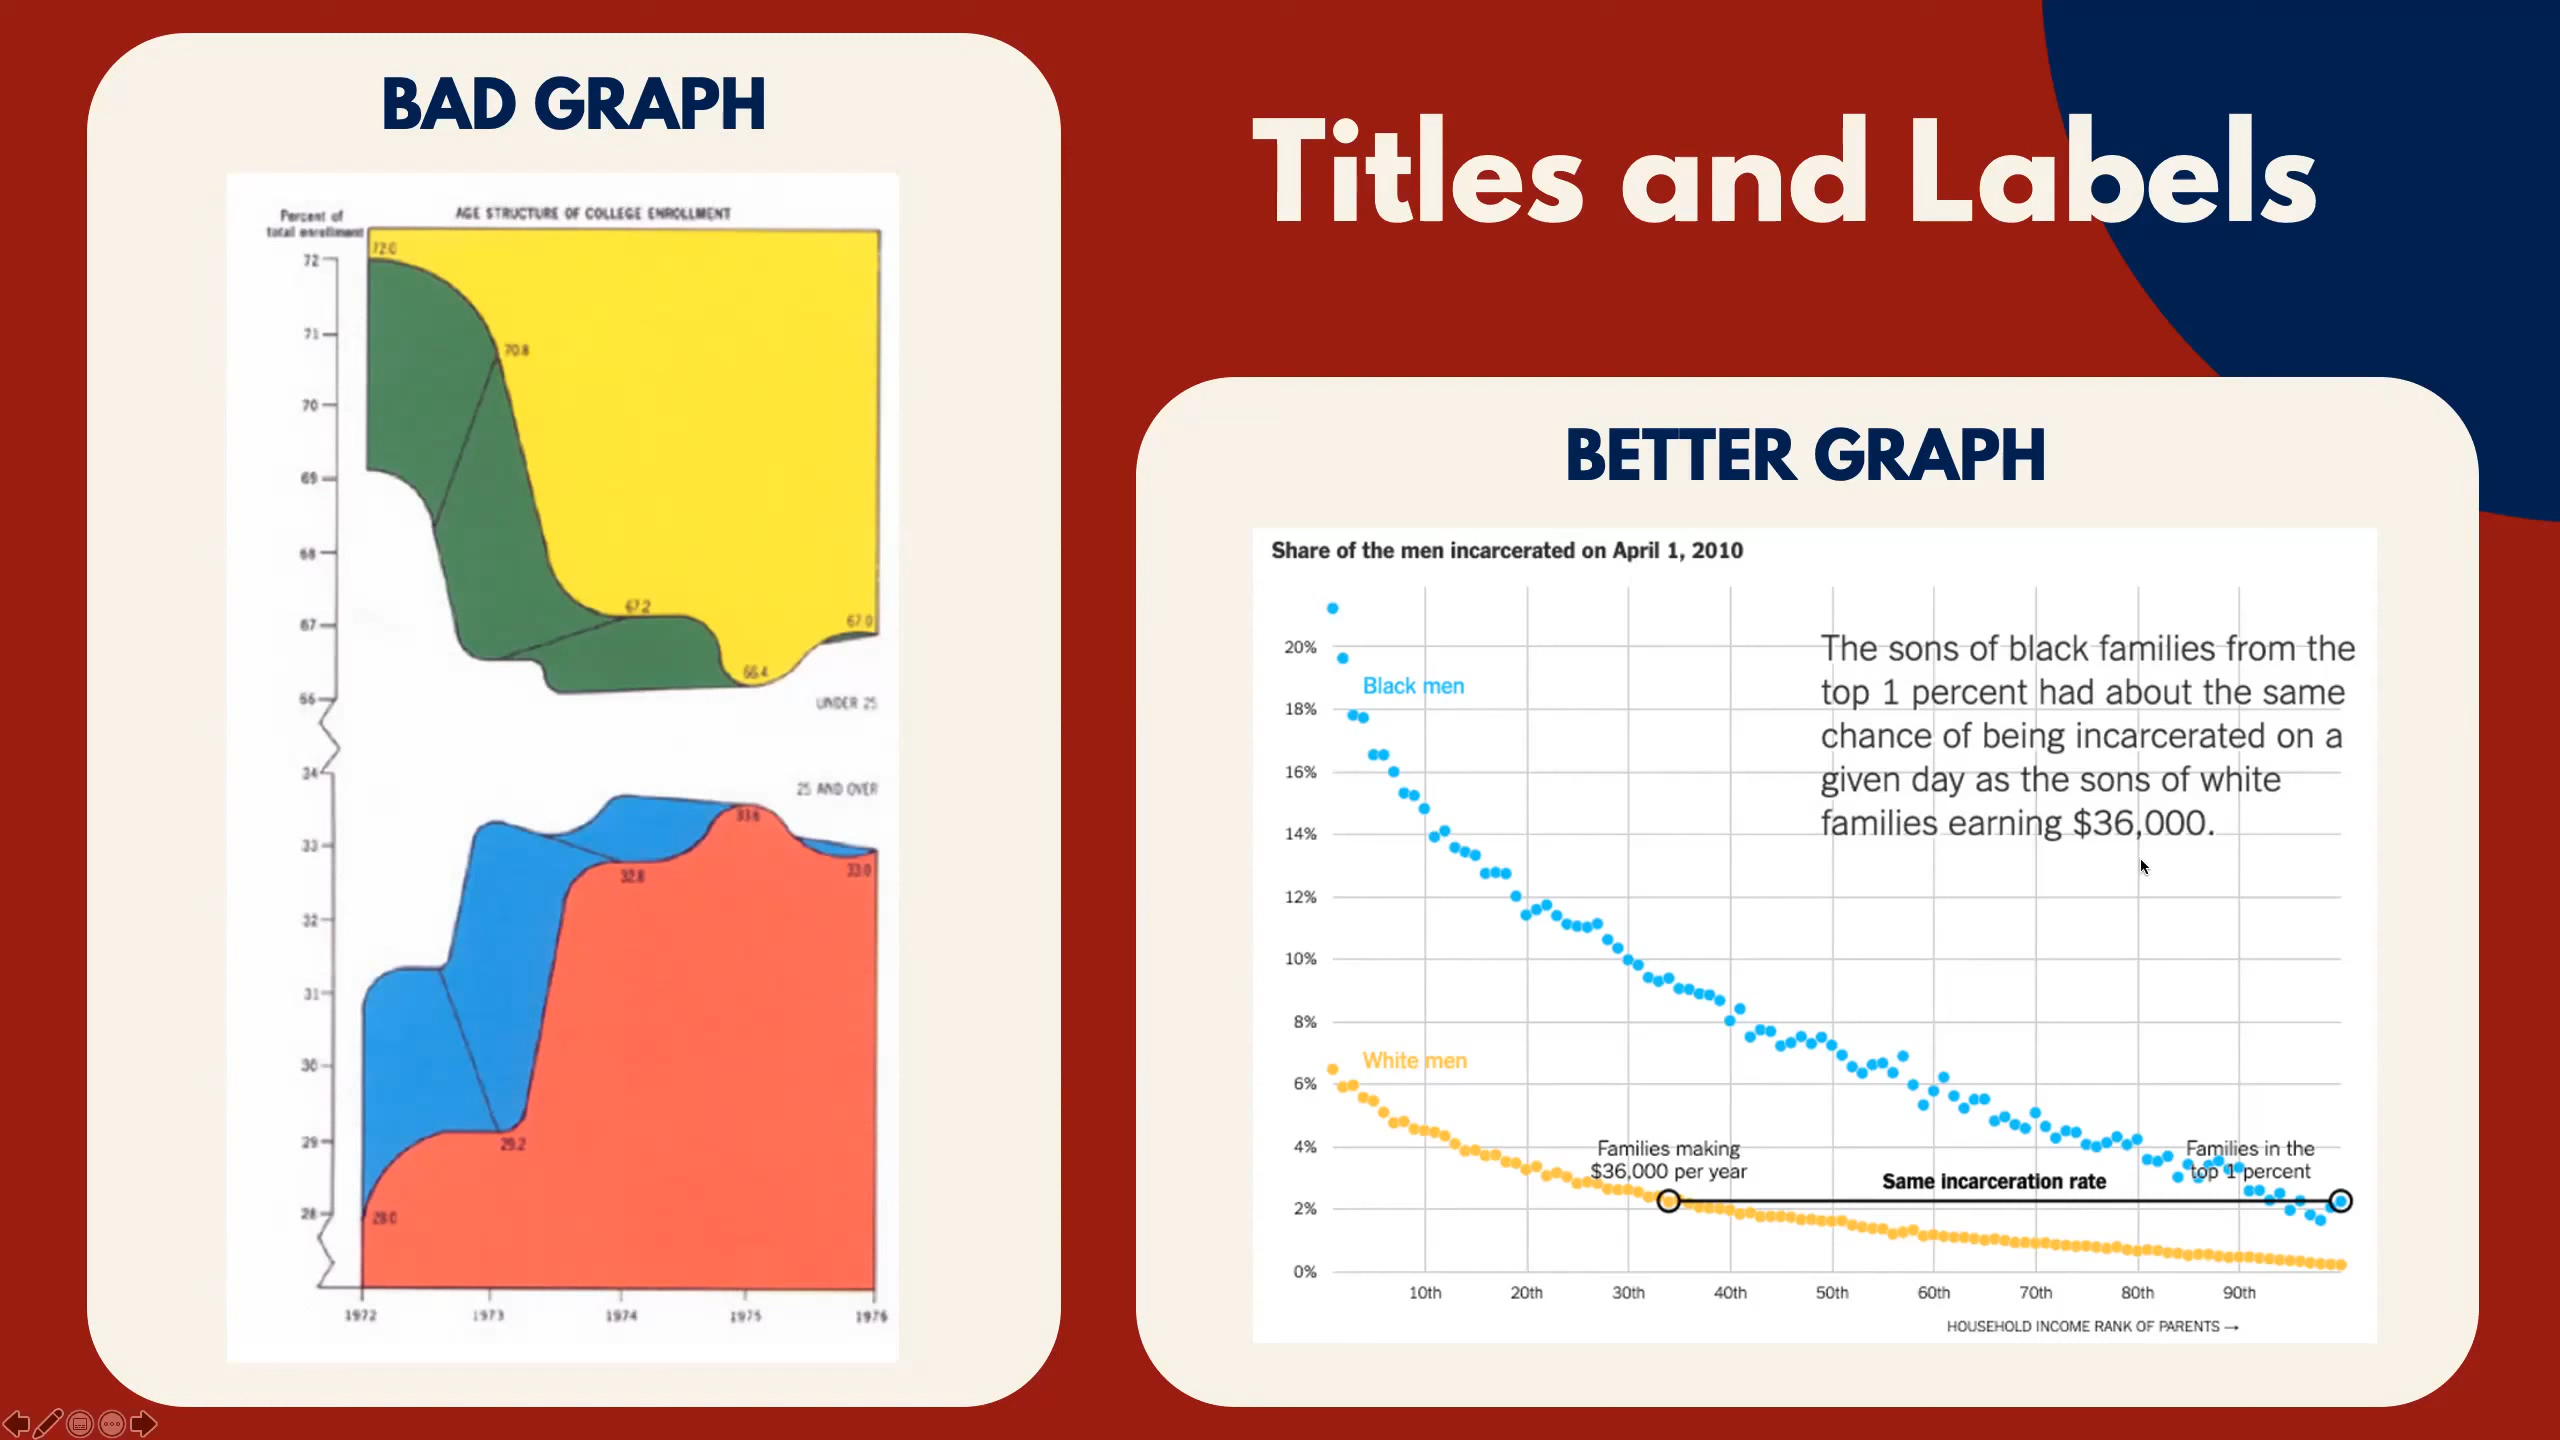 BAD GRAPH
Percent of
total enrollment
AGE STRUCTURE OF COLLEGE ENROLLMENT
72.0
72
71
70.8
70
69
68
67.2
67
67.0
66.4
66
UNDER 25
34
25 AND OVER
33.6
33
32.8
33.0
32
31
30
29
29.2
28
28.0
1972
1973
1974
1975
1976
Titles and Labels
BETTER GRAPH
Share of the men incarcerated on April 1, 2010
The sons of black families from the
top 1 percent had about the same
chance of being incarcerated on a
given day as the sons of white
families earning $36,000.
20%
Black men
18%
16%
14%
12%
10%
8%
White men
6%
4%
Families making
$36,000 per year
Same incarceration rate
Families in the
top 1 percent
2%
0%
10th
20th
30th
40th
50th
60th
70th
80th
90th
HOUSEHOLD INCOME RANK OF PARENTS →